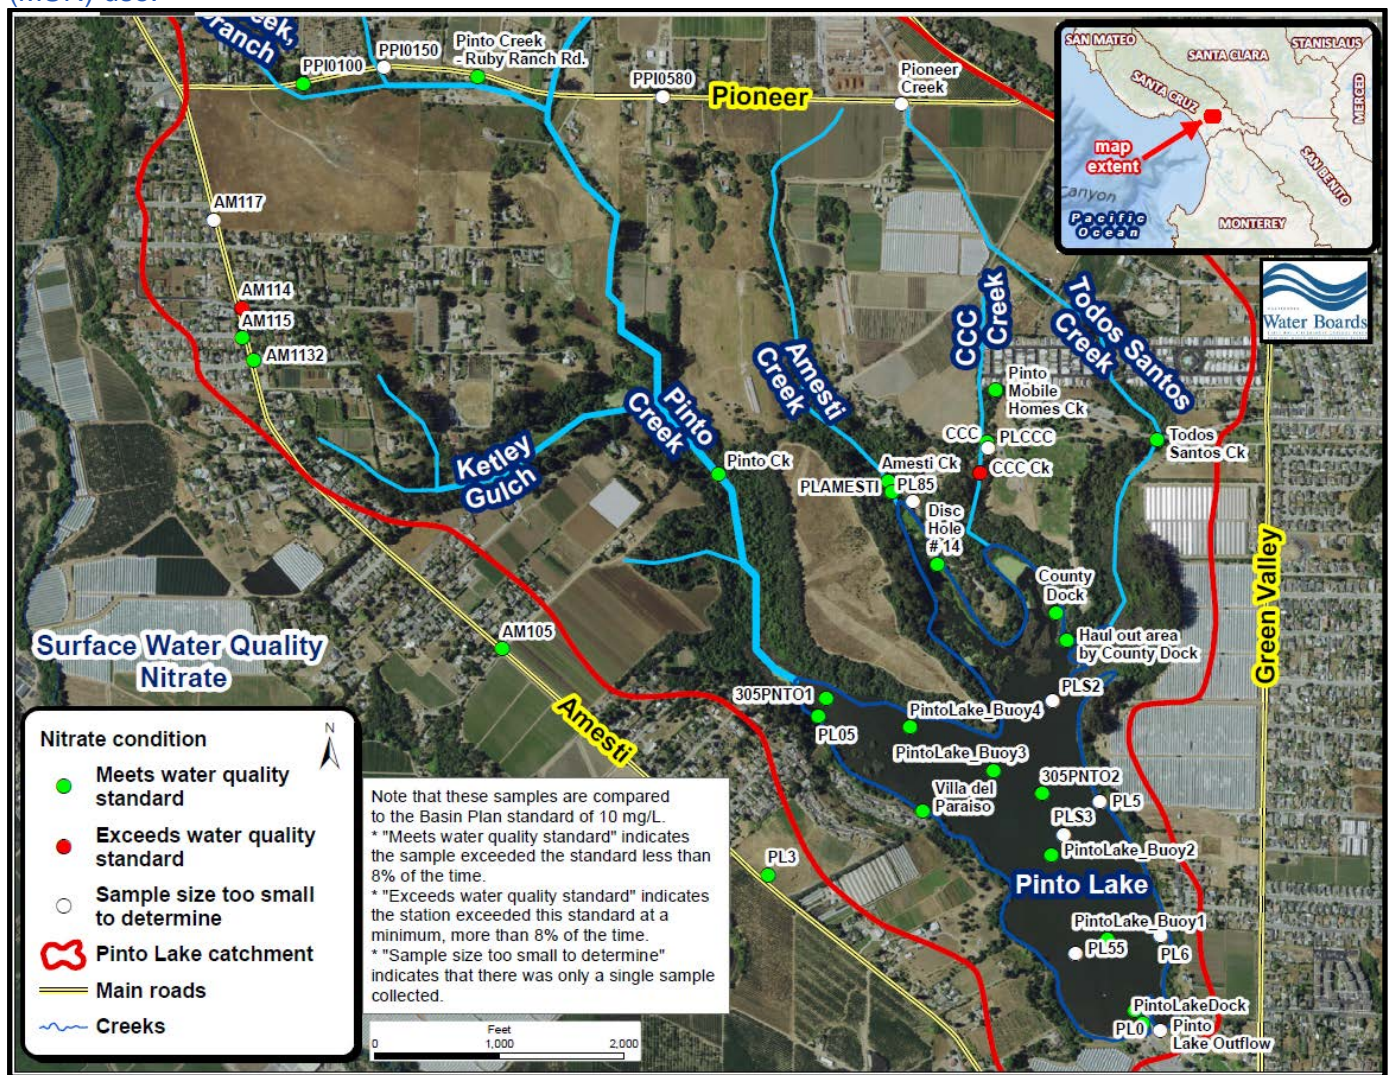 (MUN) use.
eek,
branch
PPI0100
PPI0150
Pinto Creek
- Ruby Ranch Rd.
PPI0580
Pioneer
Pioneer
Creek
SAN MATEO
SANTA CLARA
STANISLAUS
SANTA CRUZ
MERCED
map
extent
SAN BENITO
Canyon
Pacific
Ocean
MONTEREY
Water Boards
AM117
AM114
AM115
AM1132
Ketley
Gulch
Pinto
Creek
Pinto Ck
Amesti
Creek
CCC
Creek
Todos Santos
Creek
Pinto
Mobile
Homes Ck
CCC
PLCCC
CCC Ck
Todos
Santos Ck
Amesti Ck
PLAMESTI
PL85
Disc
Hole
# 14
County
Dock
Haul out area
by County Dock
Green Valley
AM105
Amesti
305PNTO1
PL05
PintoLake_Buoy4
PLS2
PintoLake_Buoy3
Villa del
Paraiso
305PNTO2
PL5
PLS3
PintoLake_Buoy2
Pinto Lake
PL3
PintoLake_Buoy1
PL55
PL6
PintoLakeDock
PL0
Pinto
Lake Outflow
Surface Water Quality
Nitrate
Nitrate condition
N
Meets water quality
standard
Exceeds water quality
standard
Sample size too small
to determine
Pinto Lake catchment
Main roads
Creeks
Note that these samples are compared
to the Basin Plan standard of 10 mg/L.
* "Meets water quality standard" indicates
the sample exceeded the standard less than
8% of the time.
* "Exceeds water quality standard" indicates
the station exceeded this standard at a
minimum, more than 8% of the time.
* "Sample size too small to determine"
indicates that there was only a single sample
collected.
Feet
0 1,000 2,000